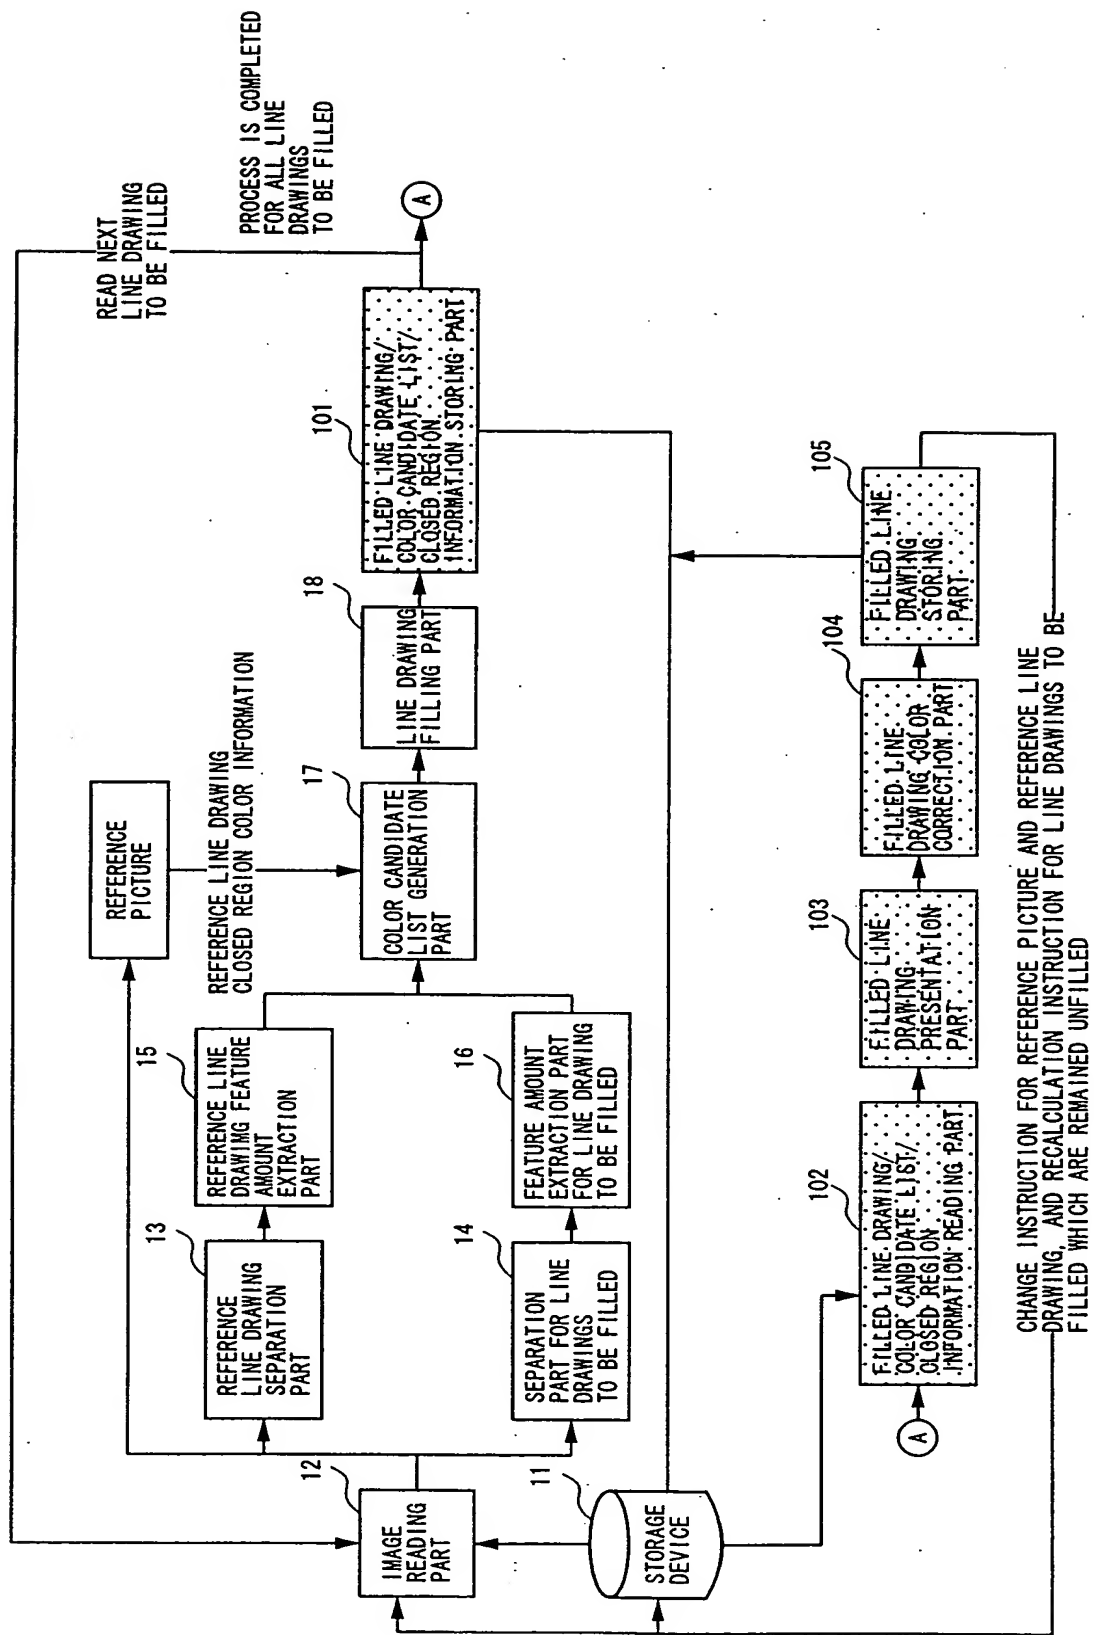 READ NEXT
LINE DRAWING
TO BE FILLED
PROCESS IS COMPLETED
FOR ALL LINE
DRAWINGS
TO BE FILLED
A
REFERENCE
PICTURE
REFERENCE LINE DRAWING
CLOSED REGION COLOR INFORMATION
12
IMAGE
READING
PART
13
REFERENCE
LINE DRAWING
SEPARATION
PART
15
REFERENCE LINE
DRAWIMG FEATURE
AMOUNT
EXTRACTION
PART
14
SEPARATION
PART FOR LINE
DRAWINGS
TO BE FILLED
16
FEATURE AMOUNT
EXTRACTION PART
FOR LINE DRAWING
TO BE FILLED
17
COLOR CANDIDATE
LIST GENERATION
PART
18
LINE DRAWING
FILLING PART
101
FILLED LINE DRAWING/
COLOR CANDIDATE LIST/
CLOSED REGION
INFORMATION STORING PART
11
STORAGE
DEVICE
A
102
FILLED LINE DRAWING/
COLOR CANDIDATE LIST/
CLOSED REGION
INFORMATION READING PART
103
FILLED LINE
DRAWING
PRESENTATION
PART
104
FILLED LINE
DRAWING COLOR
CORRECTION PART
105
FILLED LINE
DRAWING
STORING
PART
CHANGE INSTRUCTION FOR REFERENCE PICTURE AND REFERENCE LINE
DRAWING, AND RECALCULATION INSTRUCTION FOR LINE DRAWINGS TO BE
FILLED WHICH ARE REMAINED UNFILLED